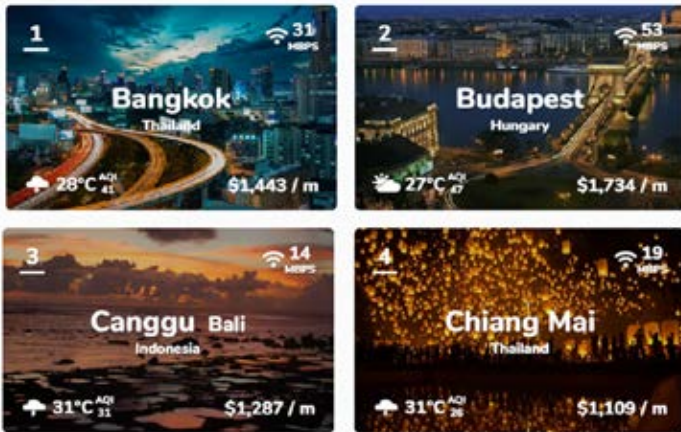 1
31
MBPS
Bangkok
Thailand
28°C AQI 41
$1,443 / m
2
53
MBPS
Budapest
Hungary
27°C AQI 47
$1,734 / m
3
14
MBPS
Canggu Bali
Indonesia
31°C AQI 31
$1,287 / m
4
19
MBPS
Chiang Mai
Thailand
31°C AQI 26
$1,109 / m